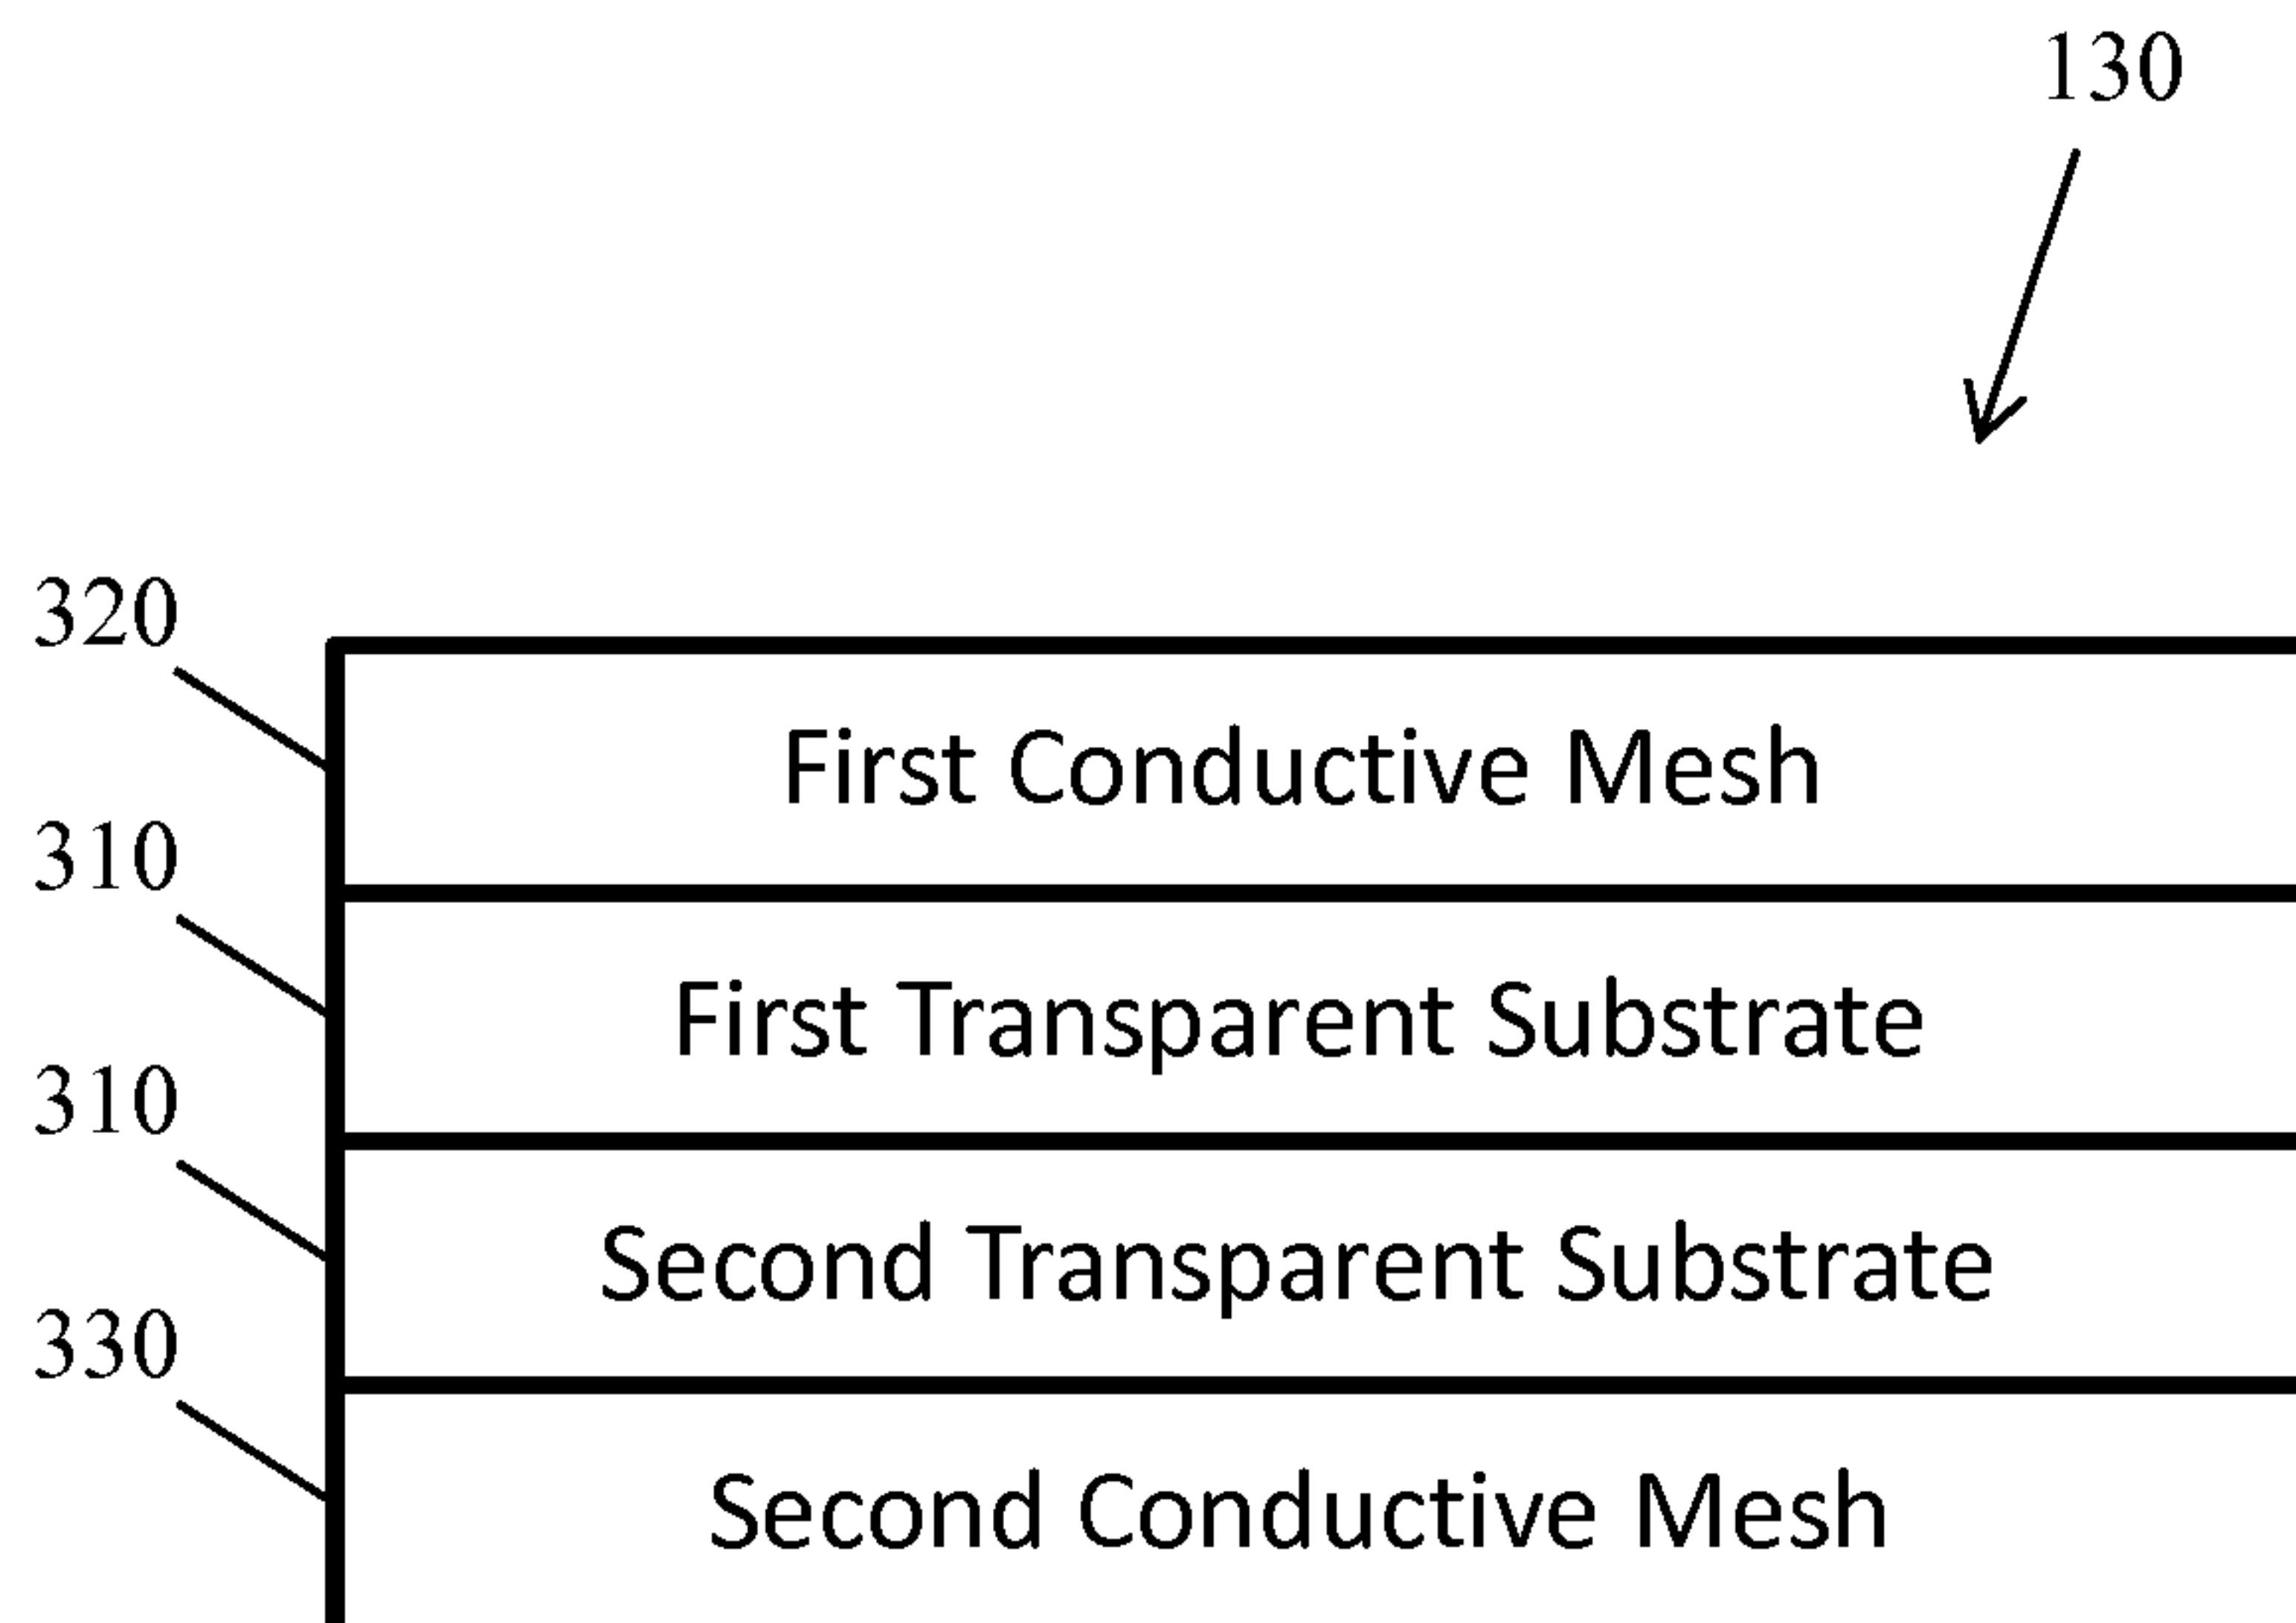 130
320
First Conductive Mesh
310
First Transparent Substrate
310
Second Transparent Substrate
330
Second Conductive Mesh